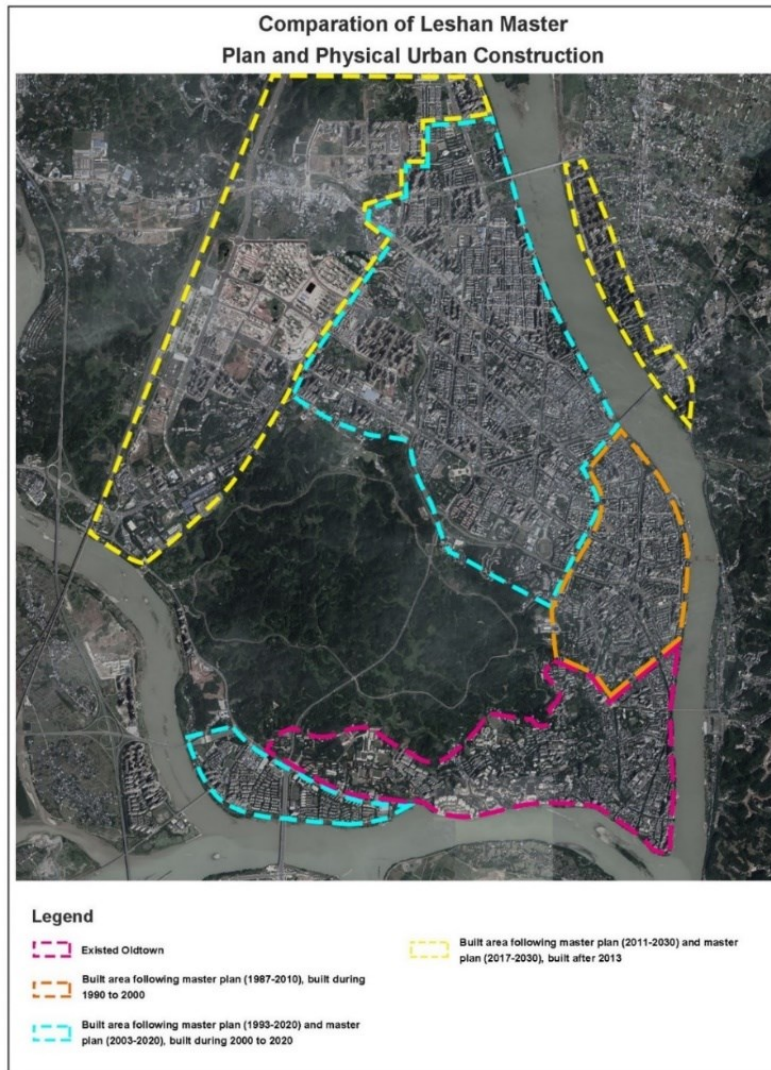 Comparation of Leshan Master
Plan and Physical Urban Construction
Legend
Existed Oldtown
Built area following master plan (1987-2010), built during
1990 to 2000
Built area following master plan (1993-2020) and master
plan (2003-2020), built during 2000 to 2020
Built area following master plan (2011-2030) and master
plan (2017-2030), built after 2013